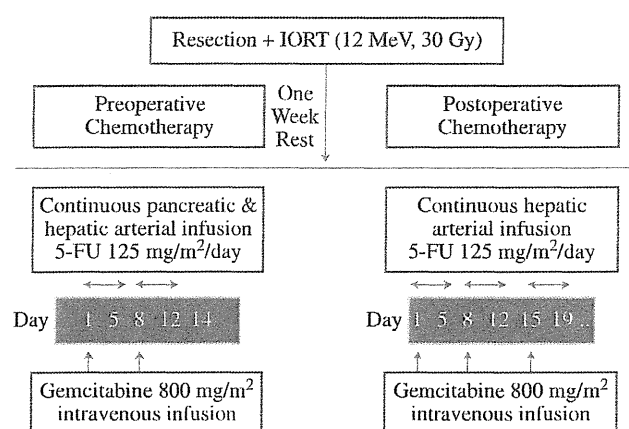 Resection + IORT (12 MeV, 30 Gy)
One
Week
Rest
Preoperative
Chemotherapy
Postoperative
Chemotherapy
Continuous pancreatic &
hepatic arterial infusion
5-FU 125 mg/m²/day
Day 1 5 8 12 14
Gemcitabine 800 mg/m²
intravenous infusion
Continuous hepatic
arterial infusion
5-FU 125 mg/m²/day
Day 1 5 8 12 15 19 ..
Gemcitabine 800 mg/m²
intravenous infusion